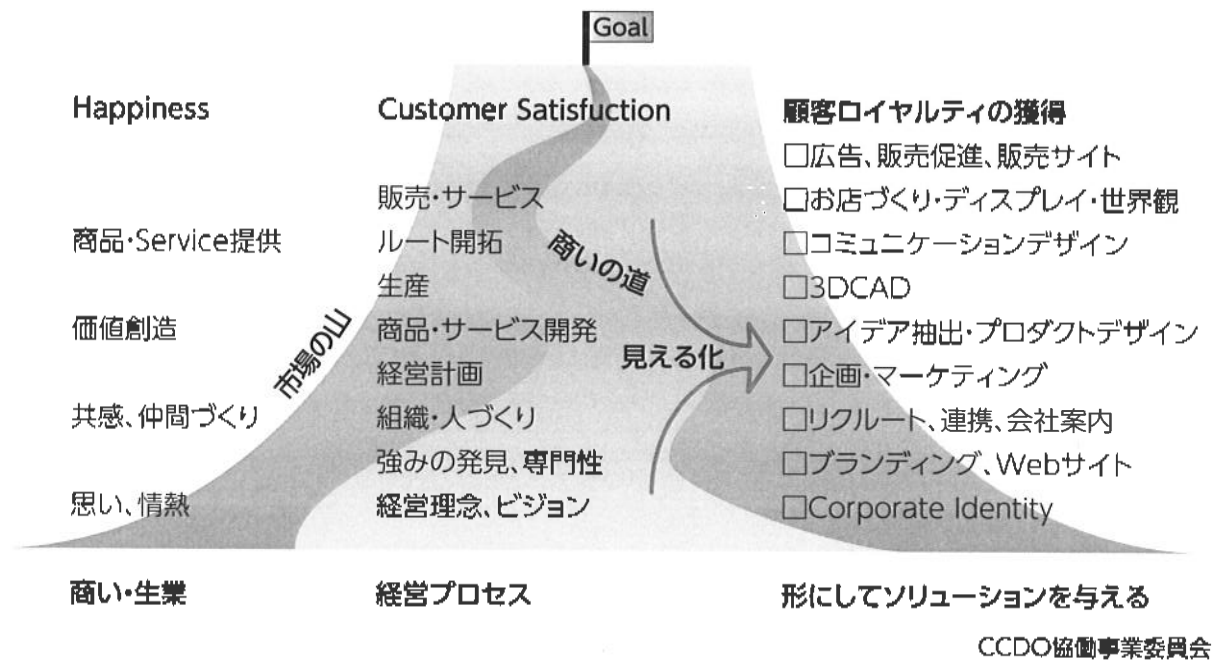 Goal
Happiness
Customer Satisfuction
顧客ロイヤルティの獲得
□広告、販売促進、販売サイト
販売・サービス
□お店づくり・ディスプレイ・世界観
商品・Service提供
ルート開拓
商いの道
□コミュニケーションデザイン
生産
□3DCAD
市場の山
価値創造
商品・サービス開発
見える化
□アイデア抽出・プロダクトデザイン
経営計画
□企画・マーケティング
共感、仲間づくり
組織・人づくり
□リクルート、連携、会社案内
強みの発見、専門性
□ブランディング、Webサイト
思い、情熱
経営理念、ビジョン
□Corporate Identity
商い・生業
経営プロセス
形にしてソリューションを与える
CCDO協働事業委員会